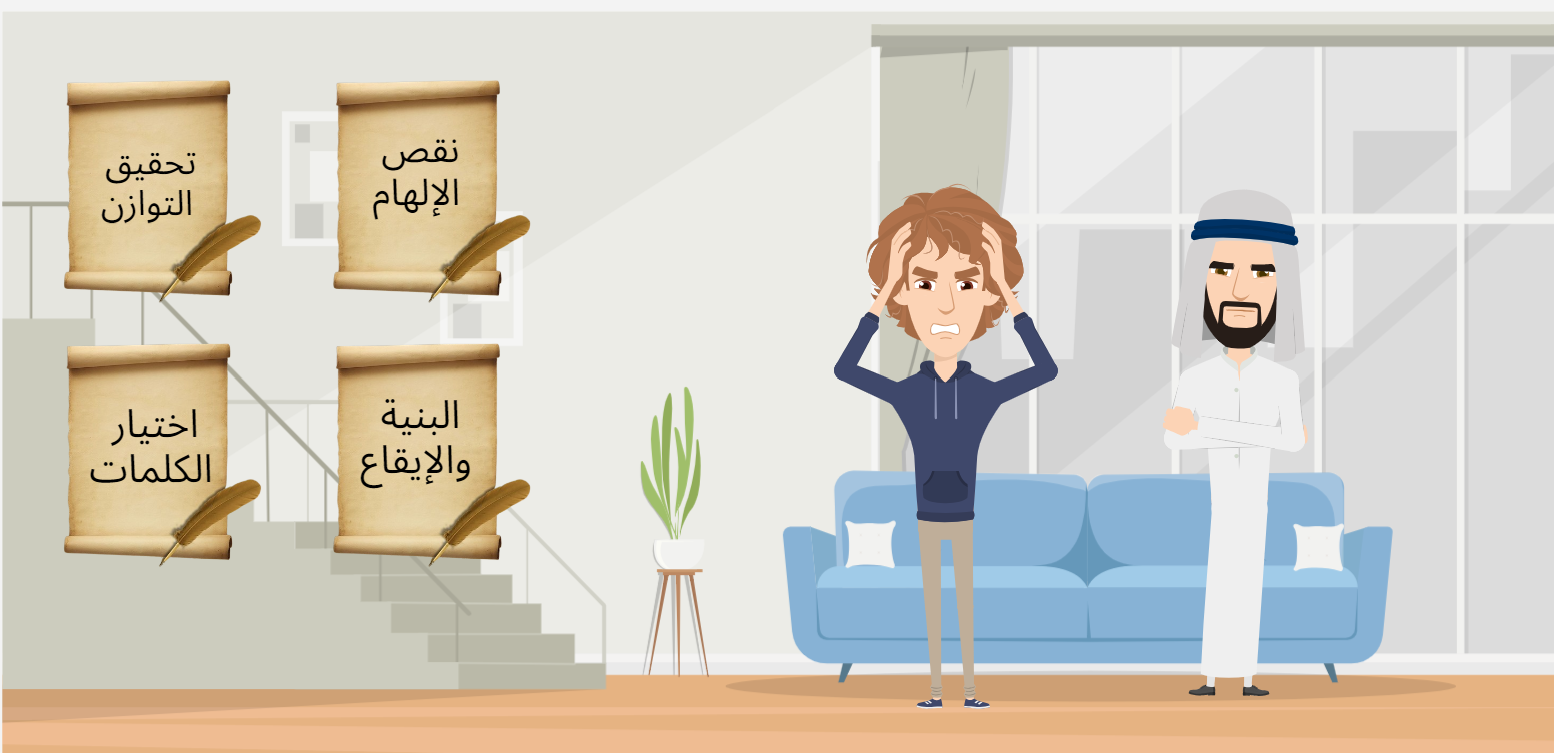 نقص
الإلهام
تحقيق
التوازن
البنية
والإيقاع
اختيار
الكلمات